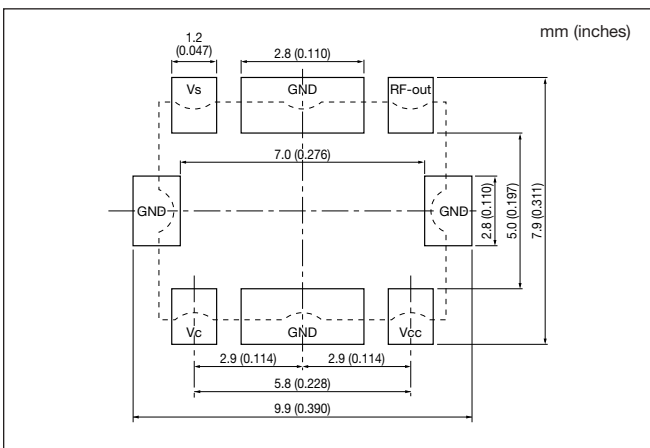 mm (inches)
1.2
(0.047)
2.8 (0.110)
Vs
GND
RF-out
7.0 (0.276)
GND
GND
2.8 (0.110)
5.0 (0.197)
7.9 (0.311)
Vc
GND
Vcc
2.9 (0.114)
2.9 (0.114)
5.8 (0.228)
9.9 (0.390)